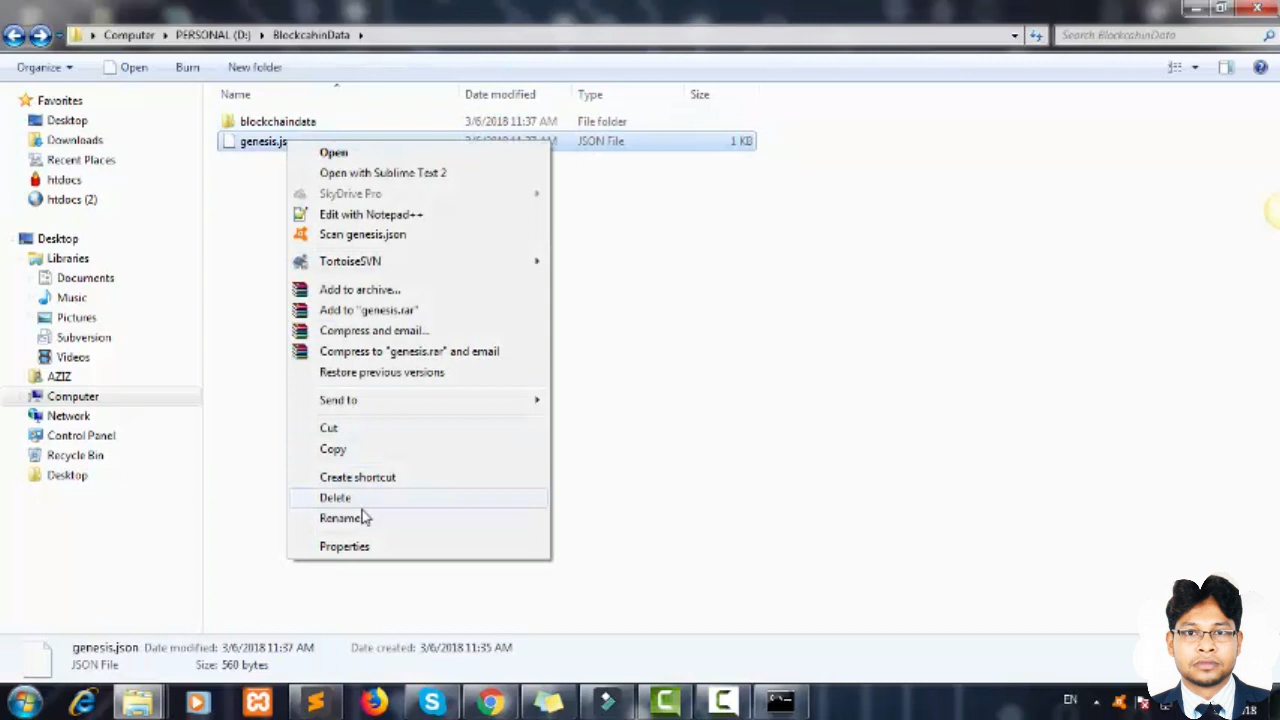 Computer PERSONAL (D:) BlockcahinData
Search BlockcahinData
Organize Open Burn New folder
Name Date modified Type Size
blockchaindata 3/6/2018 11:37 AM File folder
genesis.js JSON File 1 KB
Favorites
Desktop
Downloads
Recent Places
htdocs
htdocs (2)
Desktop
Libraries
Documents
Music
Pictures
Subversion
Videos
AZIZ
Computer
Network
Control Panel
Recycle Bin
Desktop
Open
Open with Sublime Text 2
SkyDrive Pro
Edit with Notepad++
Scan genesis.json
TortoiseSVN
Add to archive...
Add to "genesis.rar"
Compress and email...
Compress to "genesis.rar" and email
Restore previous versions
Send to
Cut
Copy
Create shortcut
Delete
Rename
Properties
genesis.json Date modified: 3/6/2018 11:37 AM Date created: 3/6/2018 11:35 AM
JSON File Size: 560 bytes
EN